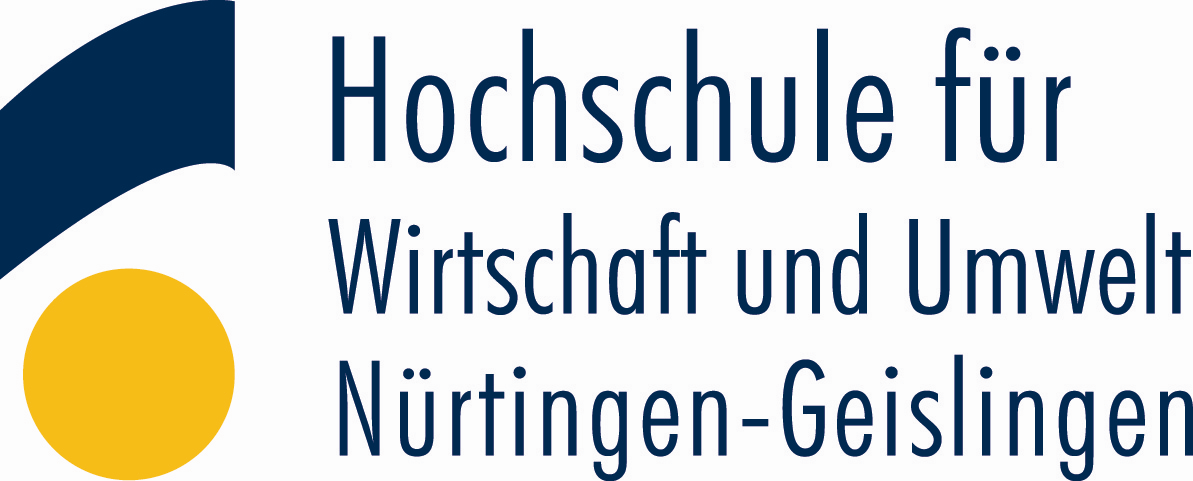 Hochschule für
Wirtschaft und Umwelt
Nürtingen-Geislingen